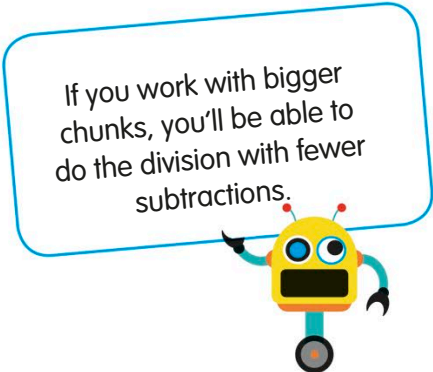 If you work with bigger
chunks, you’ll be able to
do the division with fewer
subtractions.